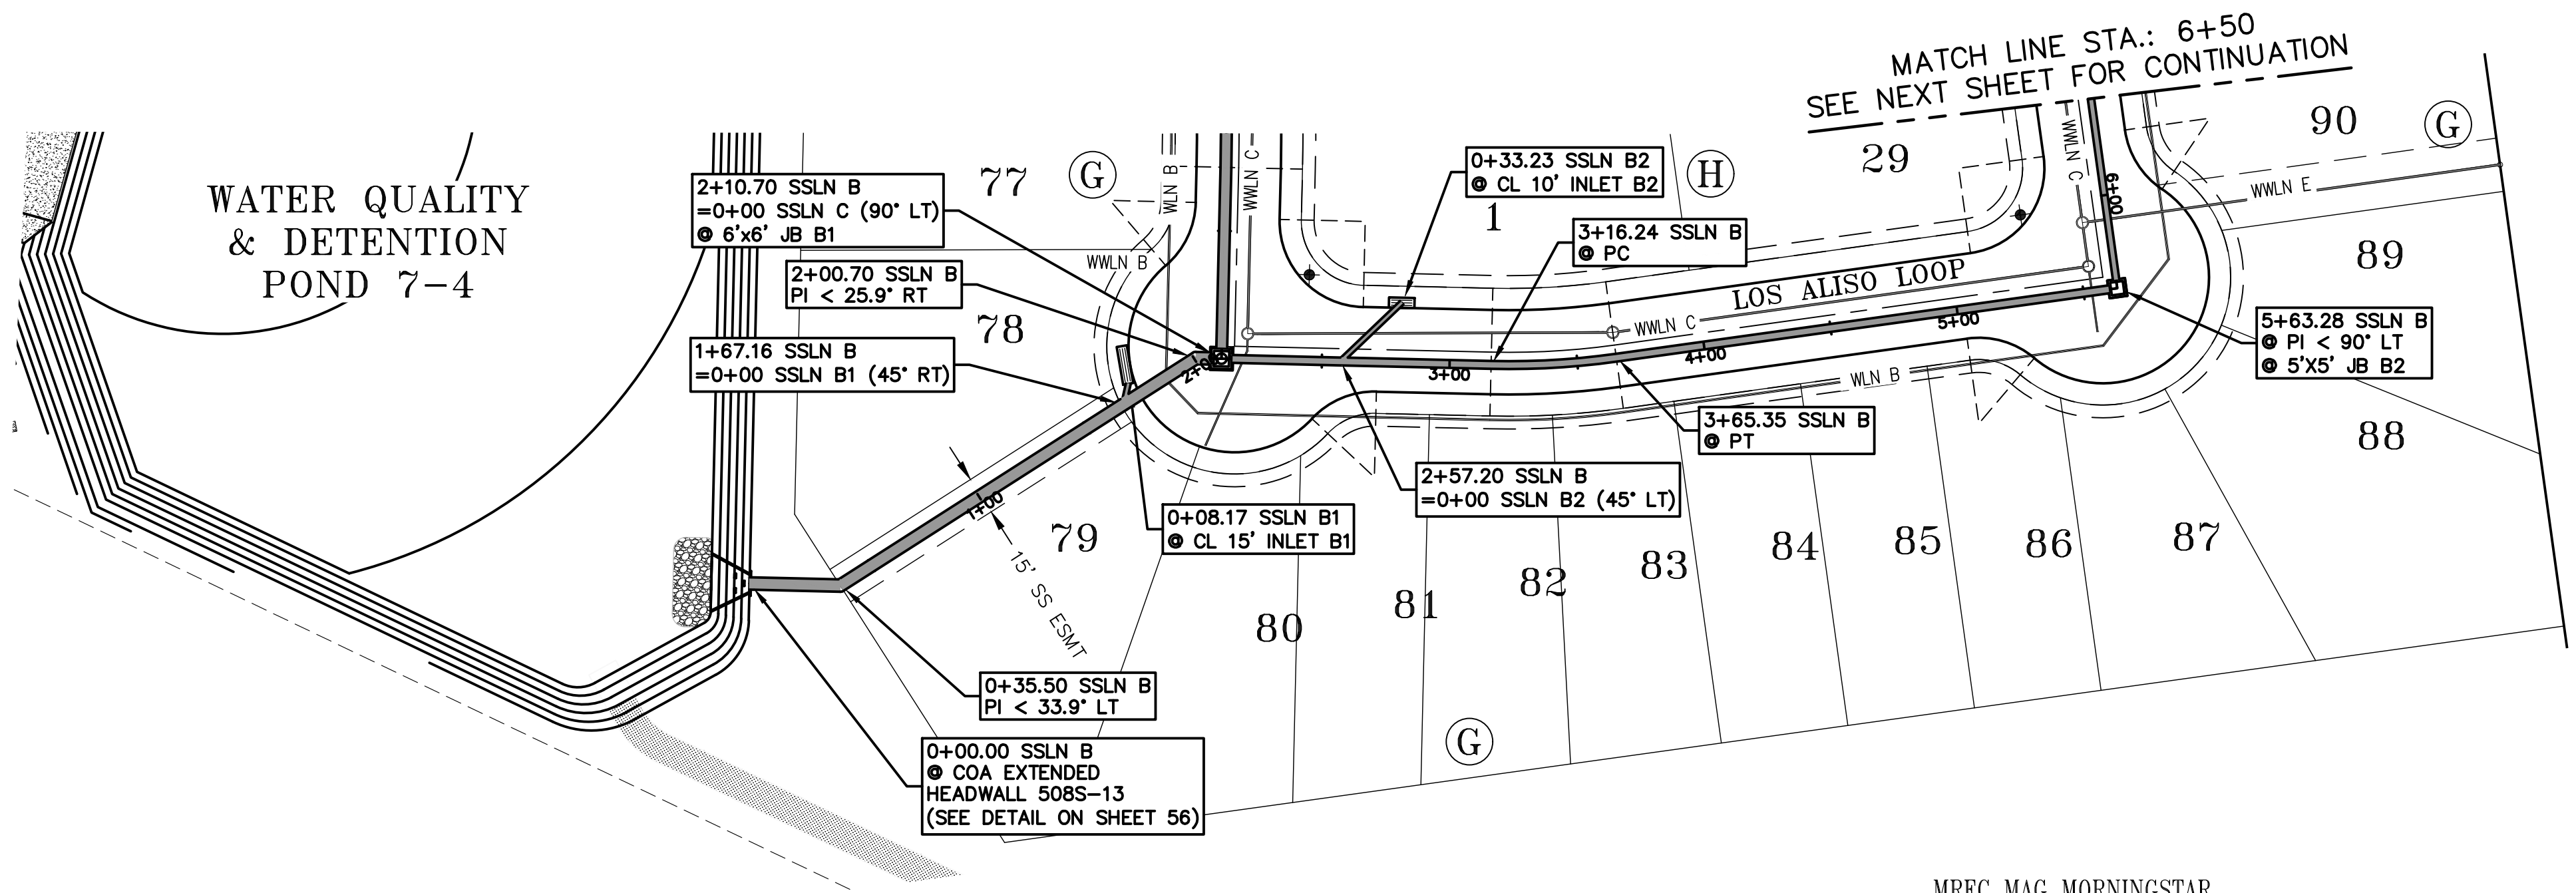 MATCH LINE STA.: 6+50
SEE NEXT SHEET FOR CONTINUATION
WATER QUALITY
& DETENTION
POND 7-4
2+10.70 SSLN B
=0+00 SSLN C (90° LT)
@ 6'x6' JB B1
77
G
WLN B
WWLN C
0+33.23 SSLN B2
@ CL 10' INLET B2
1
H
29
WWLN C
90
G
WWLN E
6+00
3+16.24 SSLN B
@ PC
2+00.70 SSLN B
PI < 25.9° RT
WWLN B
78
89
LOS ALISO LOOP
WWLN C
5+00
4+00
3+00
5+63.28 SSLN B
@ PI < 90° LT
@ 5'X5' JB B2
1+67.16 SSLN B
=0+00 SSLN B1 (45° RT)
2+0
WLN B
88
3+65.35 SSLN B
@ PT
2+57.20 SSLN B
=0+00 SSLN B2 (45° LT)
1+00
0+08.17 SSLN B1
@ CL 15' INLET B1
79
15' SS ESMT
80
81
82
83
84
85
86
87
0+35.50 SSLN B
PI < 33.9° LT
G
0+00.00 SSLN B
@ COA EXTENDED
HEADWALL 508S-13
(SEE DETAIL ON SHEET 56)
MREC MAG MORNINGSTAR